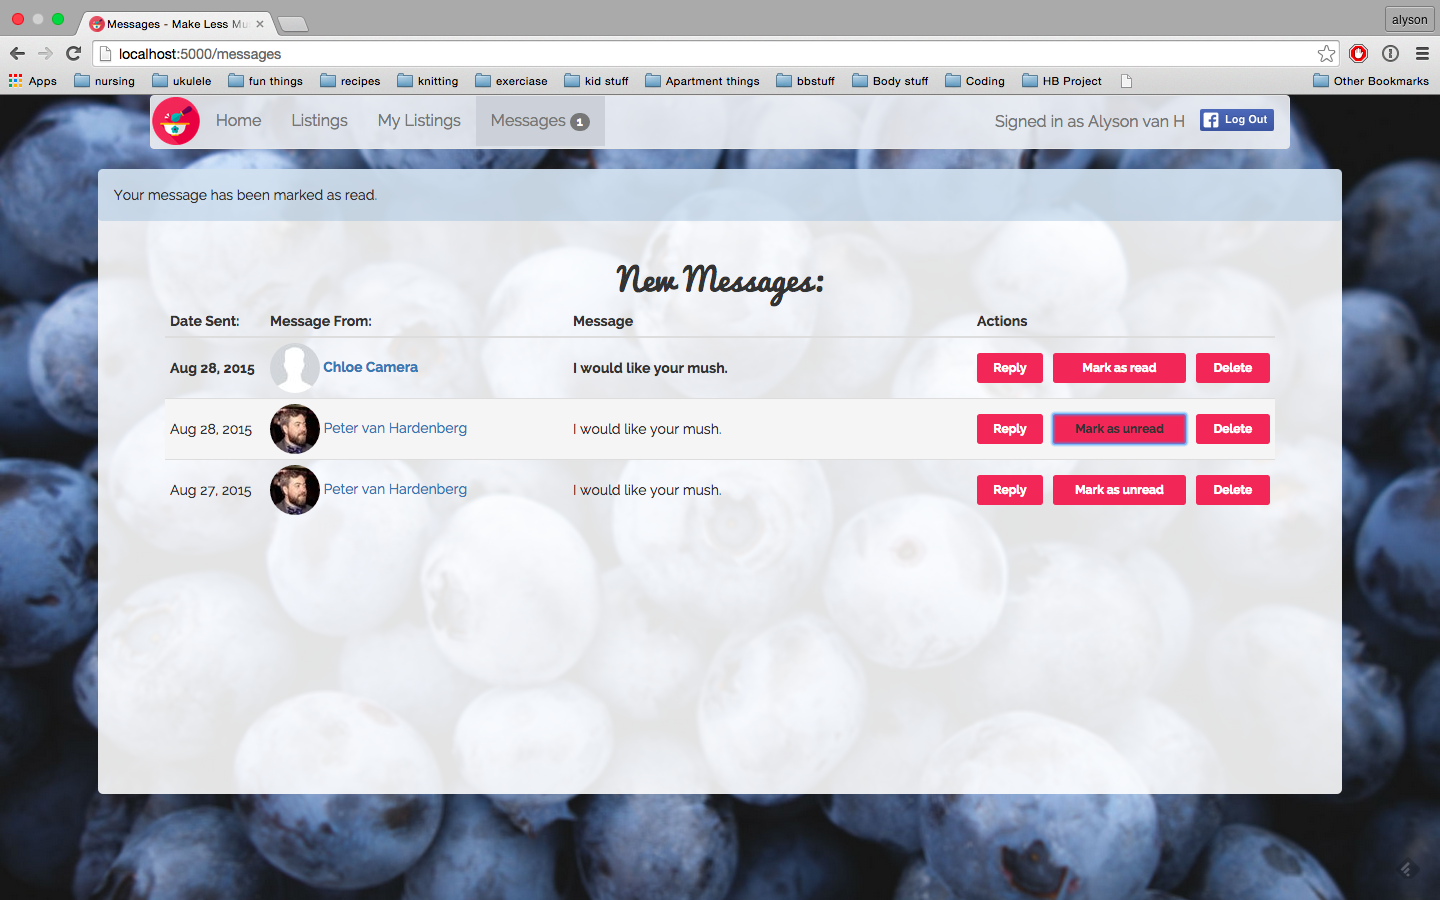 Messages - Make Less Mu
alyson
localhost:5000/messages
Apps nursing ukulele fun things recipes knitting exerciase kid stuff Apartment things bbstuff Body stuff Coding HB Project Other Bookmarks
Home Listings My Listings Messages 1 Signed in as Alyson van H Log Out
Your message has been marked as read.
New Messages:
Date Sent: Message From: Message Actions
Aug 28, 2015 Chloe Camera I would like your mush. Reply Mark as read Delete
Aug 28, 2015 Peter van Hardenberg I would like your mush. Reply Mark as unread Delete
Aug 27, 2015 Peter van Hardenberg I would like your mush. Reply Mark as unread Delete